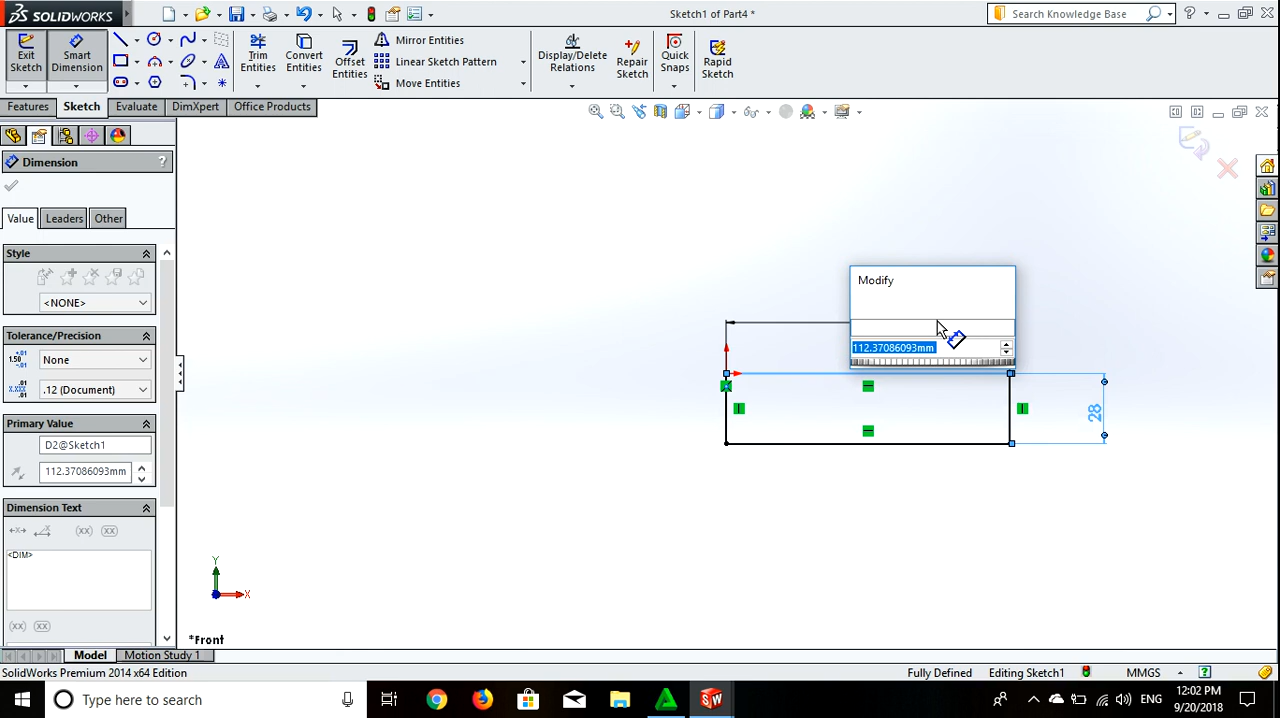 SOLIDWORKS
Sketch1 of Part4 *
Search Knowledge Base
Exit Sketch
Smart Dimension
Trim Entities
Convert Entities
Offset Entities
Mirror Entities
Linear Sketch Pattern
Move Entities
Display/Delete Relations
Repair Sketch
Quick Snaps
Rapid Sketch
Features
Sketch
Evaluate
DimXpert
Office Products
Dimension
?
Value
Leaders
Other
Style
<NONE>
Tolerance/Precision
None
.12 (Document)
Primary Value
D2@Sketch1
112.37086093mm
Dimension Text
(xx)
<DIM>
(xx)
Modify
112.37086093mm
28
Y
X
*Front
Model
Motion Study 1
SolidWorks Premium 2014 x64 Edition
Fully Defined
Editing Sketch1
MMGS
?
Type here to search
ENG
12:02 PM
9/20/2018